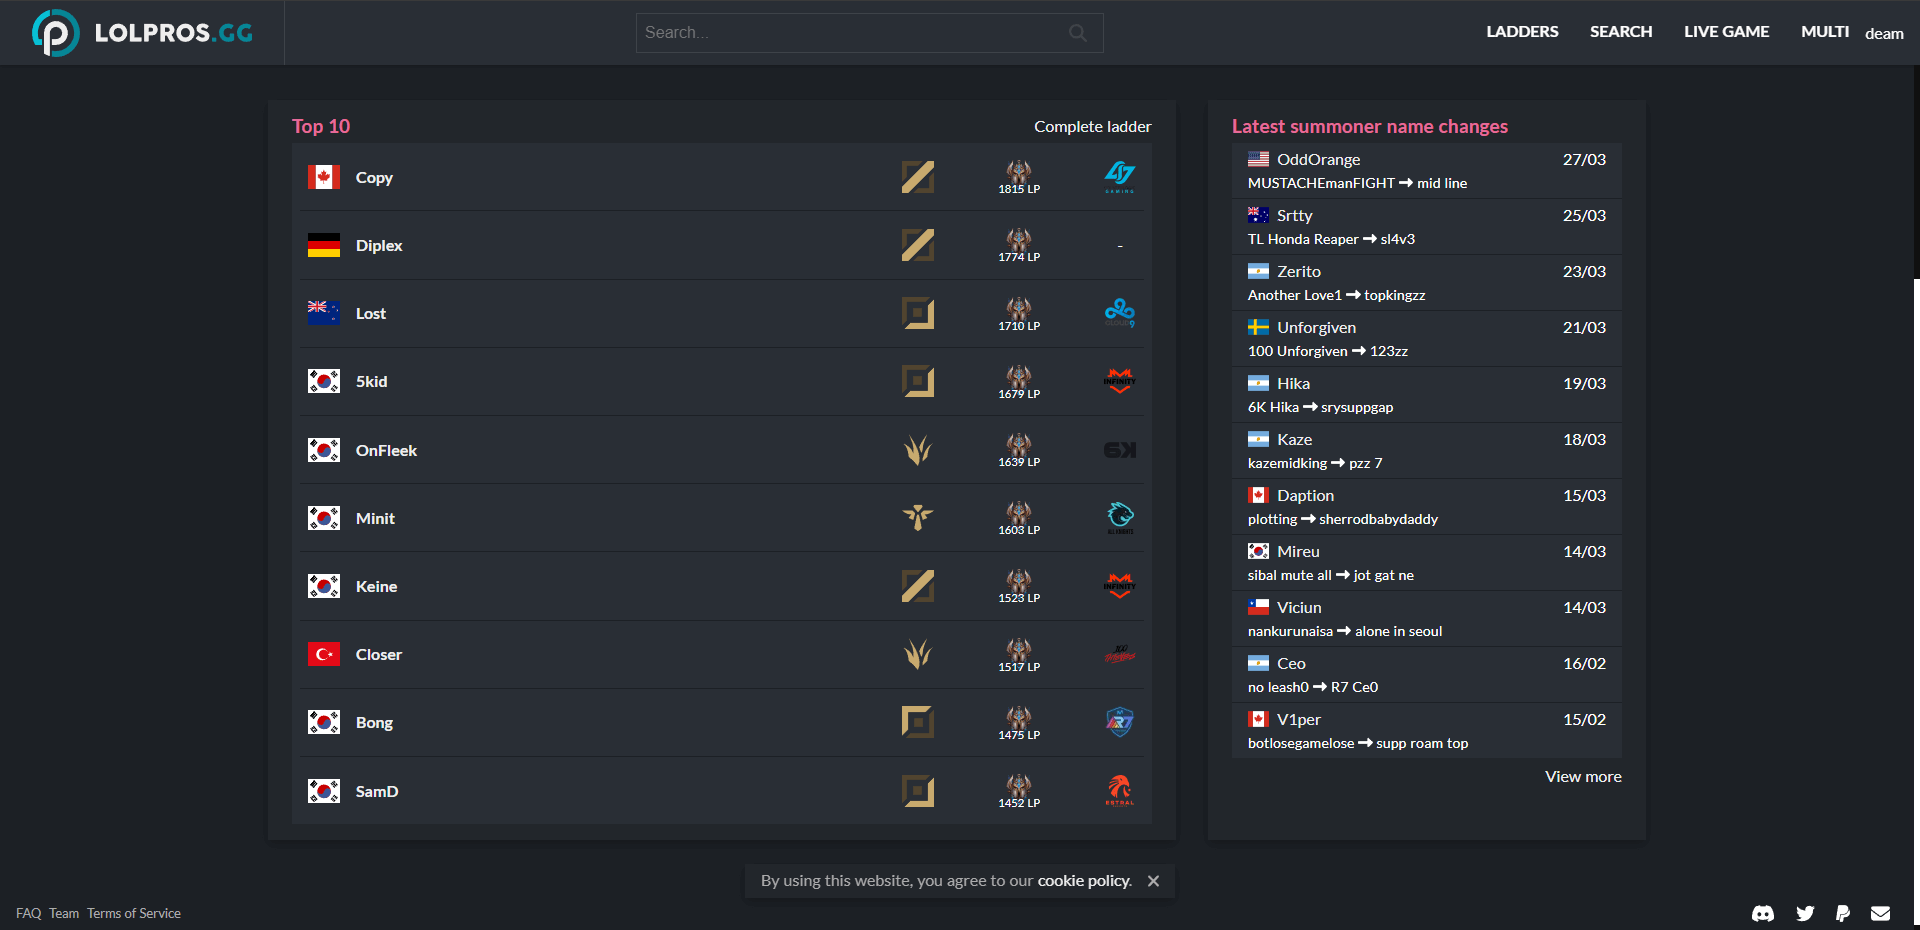 LOLPROS.GG
Search...
LADDERS SEARCH LIVE GAME MULTI deam
Top 10 Complete ladder
Copy 1815 LP GAMING
Diplex 1774 LP -
Lost 1710 LP CLOUD9
5kid 1679 LP INFINITY
OnFleek 1639 LP
Minit 1603 LP
Keine 1523 LP INFINITY
Closer 1517 LP 100
Bong 1475 LP R7
SamD 1452 LP ESTRAL
Latest summoner name changes
OddOrange 27/03
MUSTACHEmanFIGHT → mid line
Srtty 25/03
TL Honda Reaper → sl4v3
Zerito 23/03
Another Love1 → topkingzz
Unforgiven 21/03
100 Unforgiven → 123zz
Hika 19/03
6K Hika → srysuppgap
Kaze 18/03
kazemidking → pzz 7
Daption 15/03
plotting → sherrodbabydaddy
Mireu 14/03
sibal mute all → jot gat ne
Viciun 14/03
nankurunaisa → alone in seoul
Ceo 16/02
no leash0 → R7 Ce0
V1per 15/02
botlosegamelose → supp roam top
View more
By using this website, you agree to our cookie policy. ✕
FAQ Team Terms of Service